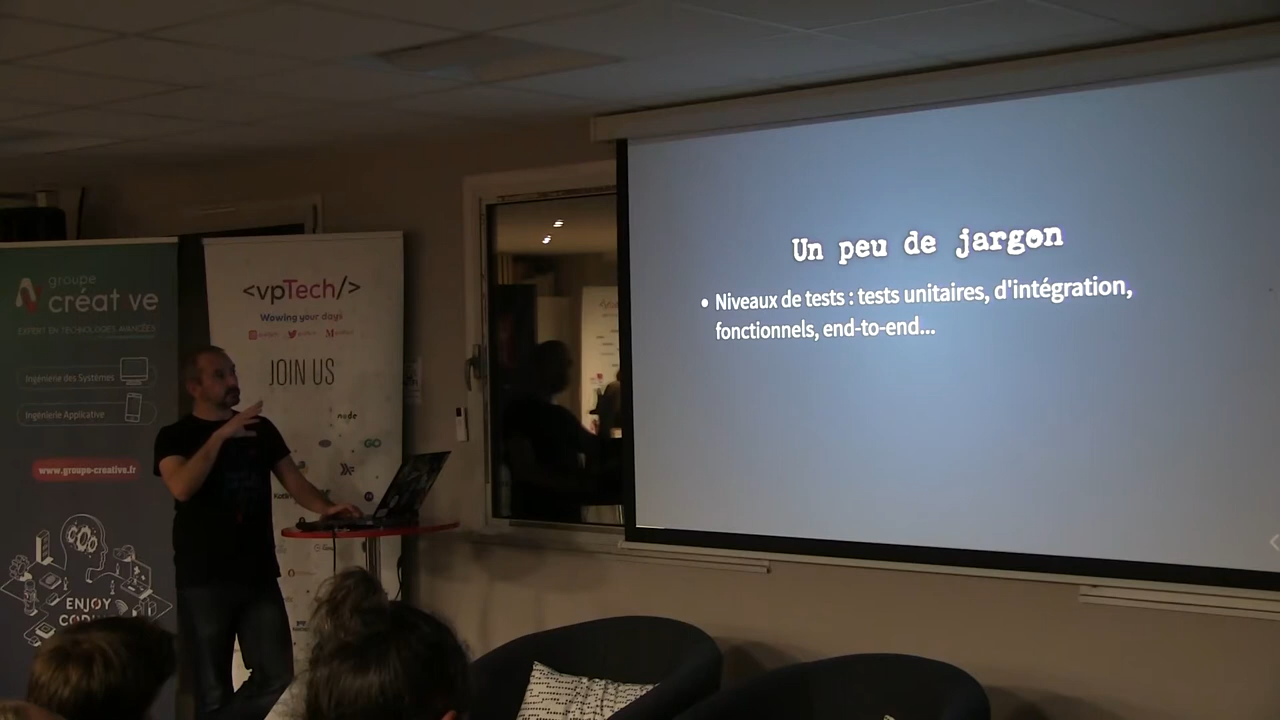 Un peu de jargon
• Niveaux de tests : tests unitaires, d'intégration,
fonctionnels, end-to-end...
groupe
créat ve
EXPERT EN TECHNOLOGIES AVANCÉES
Ingénierie des Systèmes
Ingénierie Applicative
www.groupe-creative.fr
ENJOY
<vpTech/>
Wowing your days
JOIN US
node
GO